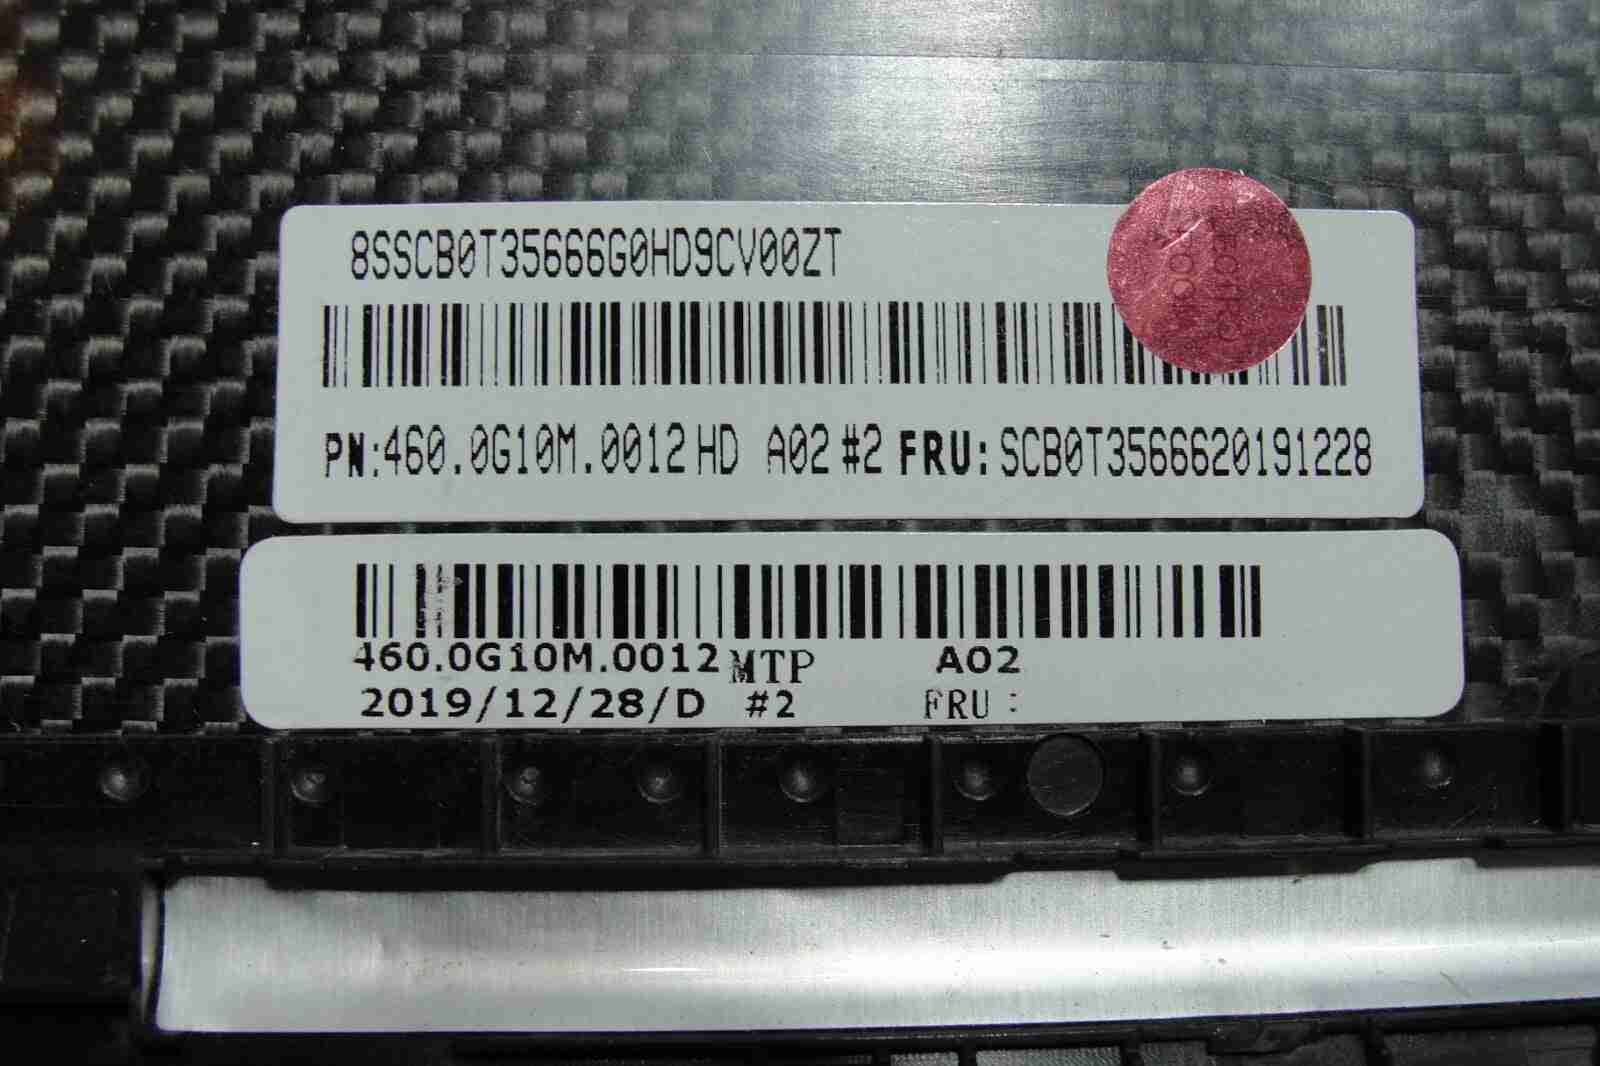 8SSCB0T35666G0HD9CV00ZT
PN:460.0G10M.0012 HD A02 #2 FRU: SCB0T3566620191228
460.0G10M.0012 MTP A02
2019/12/28/D #2 FRU :